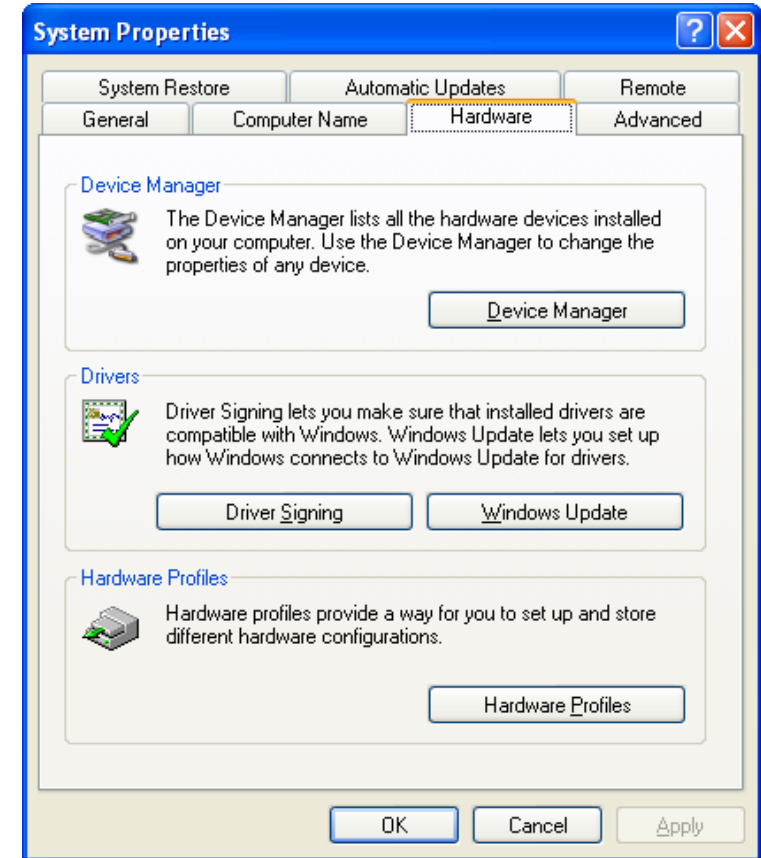 System Properties
System Restore Automatic Updates Remote
General Computer Name Hardware Advanced
Device Manager
The Device Manager lists all the hardware devices installed
on your computer. Use the Device Manager to change the
properties of any device.
Device Manager
Drivers
Driver Signing lets you make sure that installed drivers are
compatible with Windows. Windows Update lets you set up
how Windows connects to Windows Update for drivers.
Driver Signing Windows Update
Hardware Profiles
Hardware profiles provide a way for you to set up and store
different hardware configurations.
Hardware Profiles
OK Cancel Apply